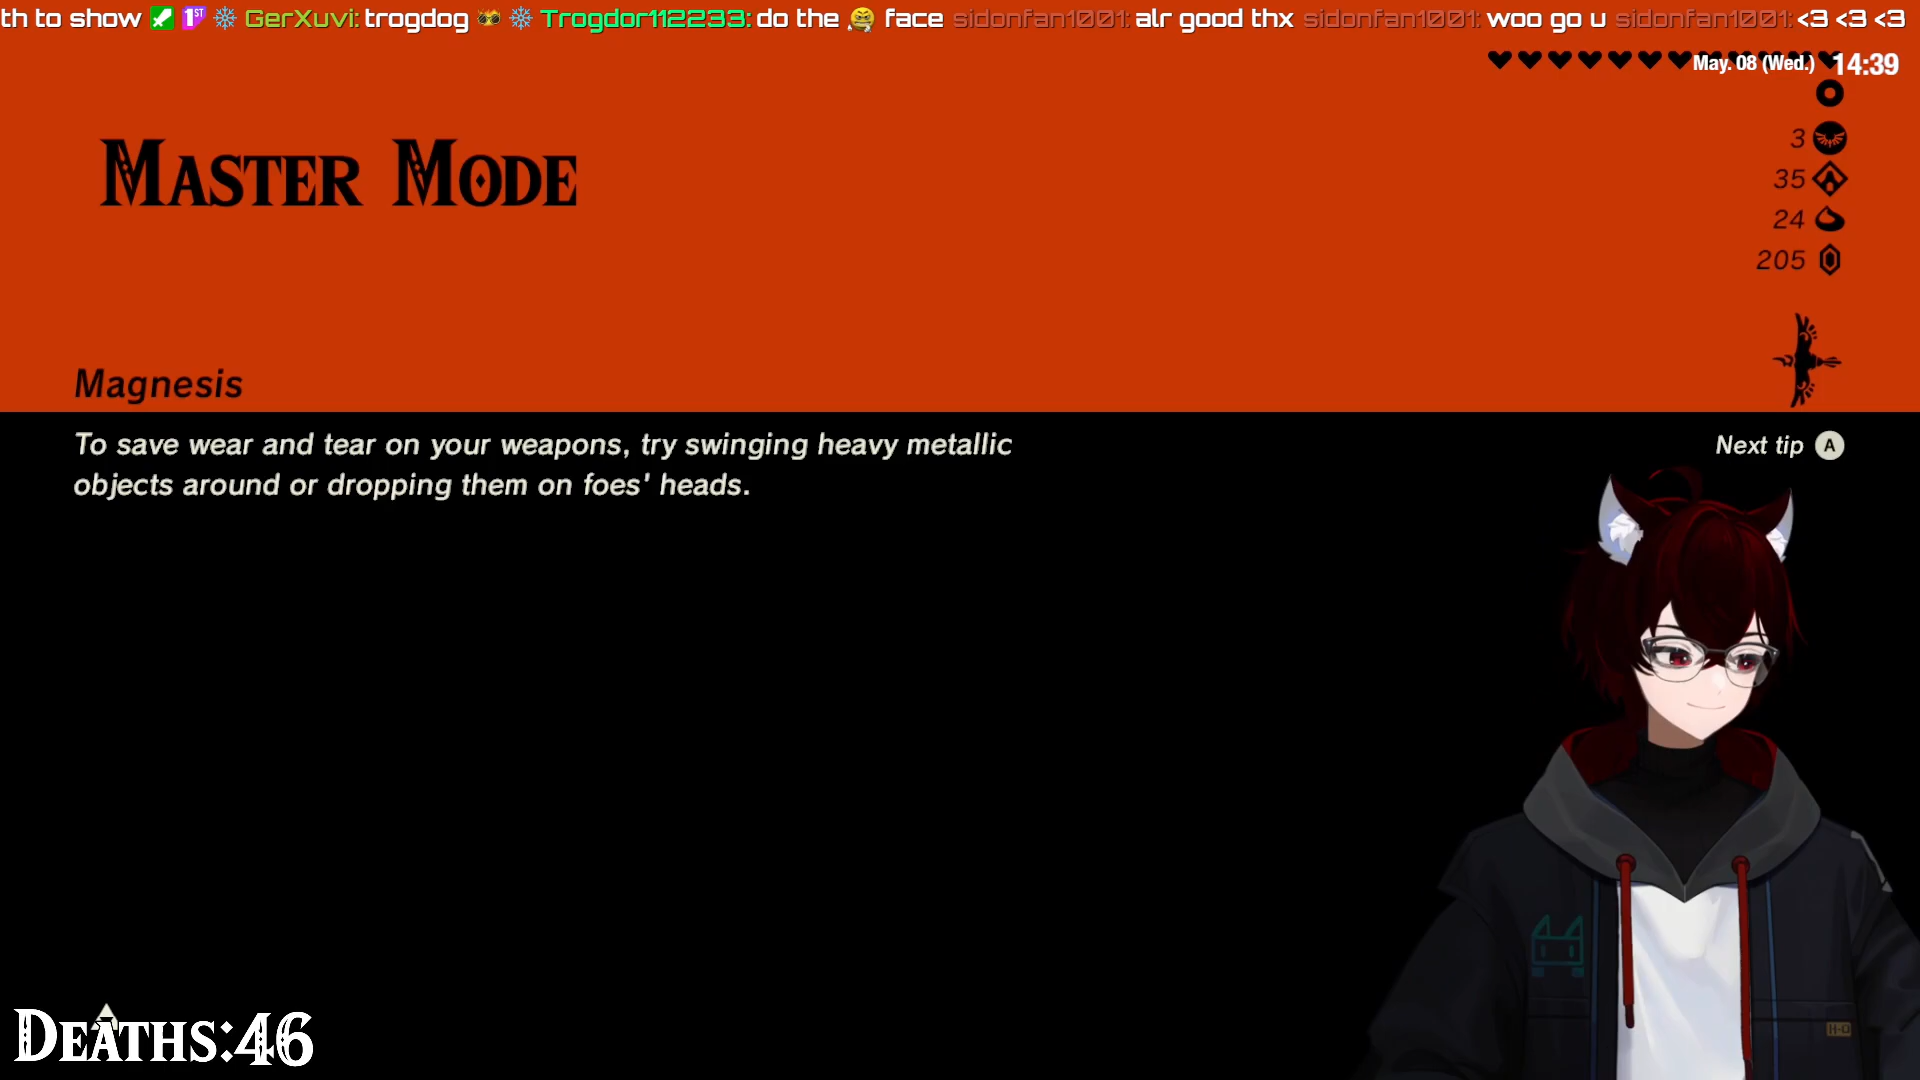 th to show 1ST GerXuvi: trogdog Trogdor112233: do the face sidonfan1001: alr good thx sidonfan1001: woo go u sidonfan1001: <3 <3 <3
May. 08 (Wed.) 14:39
Master Mode
3
35
24
205
Magnesis
To save wear and tear on your weapons, try swinging heavy metallic
objects around or dropping them on foes' heads.
Next tip A
H-0
Deaths:46